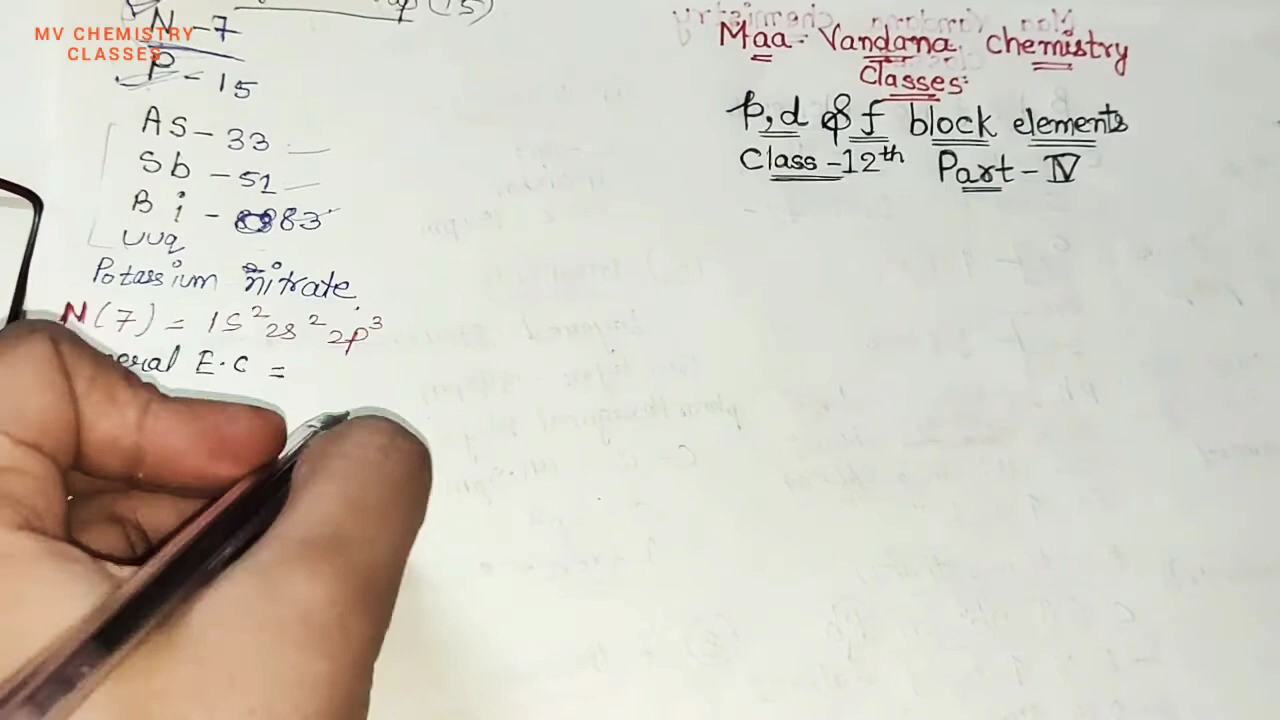 (15)
N - 7
MV CHEMISTRY
CLASSES
P - 15
As - 33
Sb - 51
Bi - 83
UUq
Potassium nitrate
N(7) = 1S² 2s² 2p³
E.C =
Maa Vandana Chemistry
Classes:
p,d & f block elements
Class - 12th Part - IV